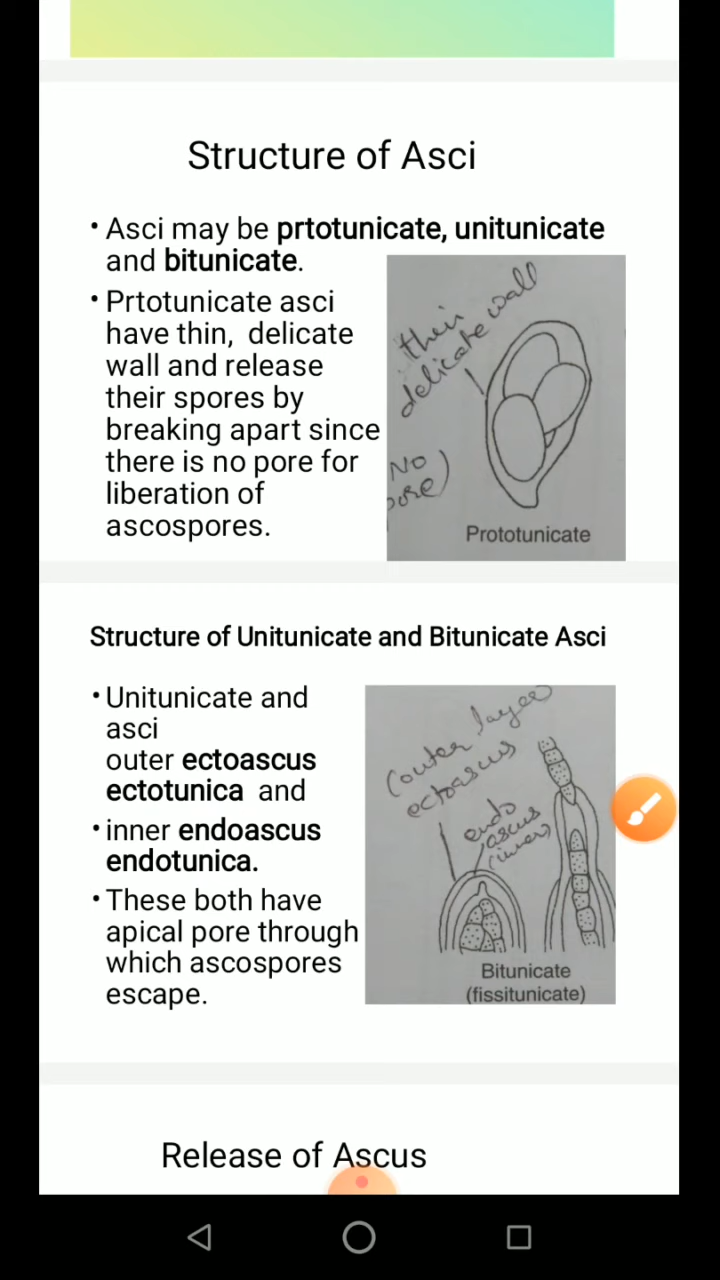 Structure of Asci
• Asci may be prtotunicate, unitunicate
and bitunicate.
• Prtotunicate asci
have thin, delicate
wall and release
their spores by
breaking apart since
there is no pore for
liberation of
ascospores.
thin
delicate wall
(No
pore)
Prototunicate
Structure of Unitunicate and Bitunicate Asci
• Unitunicate and
asci
outer ectoascus
ectotunica and
• inner endoascus
endotunica.
• These both have
apical pore through
which ascospores
escape.
(outer layer
ectoascus
endo
ascus
(inner)
Bitunicate
(fissitunicate)
Release of Ascus